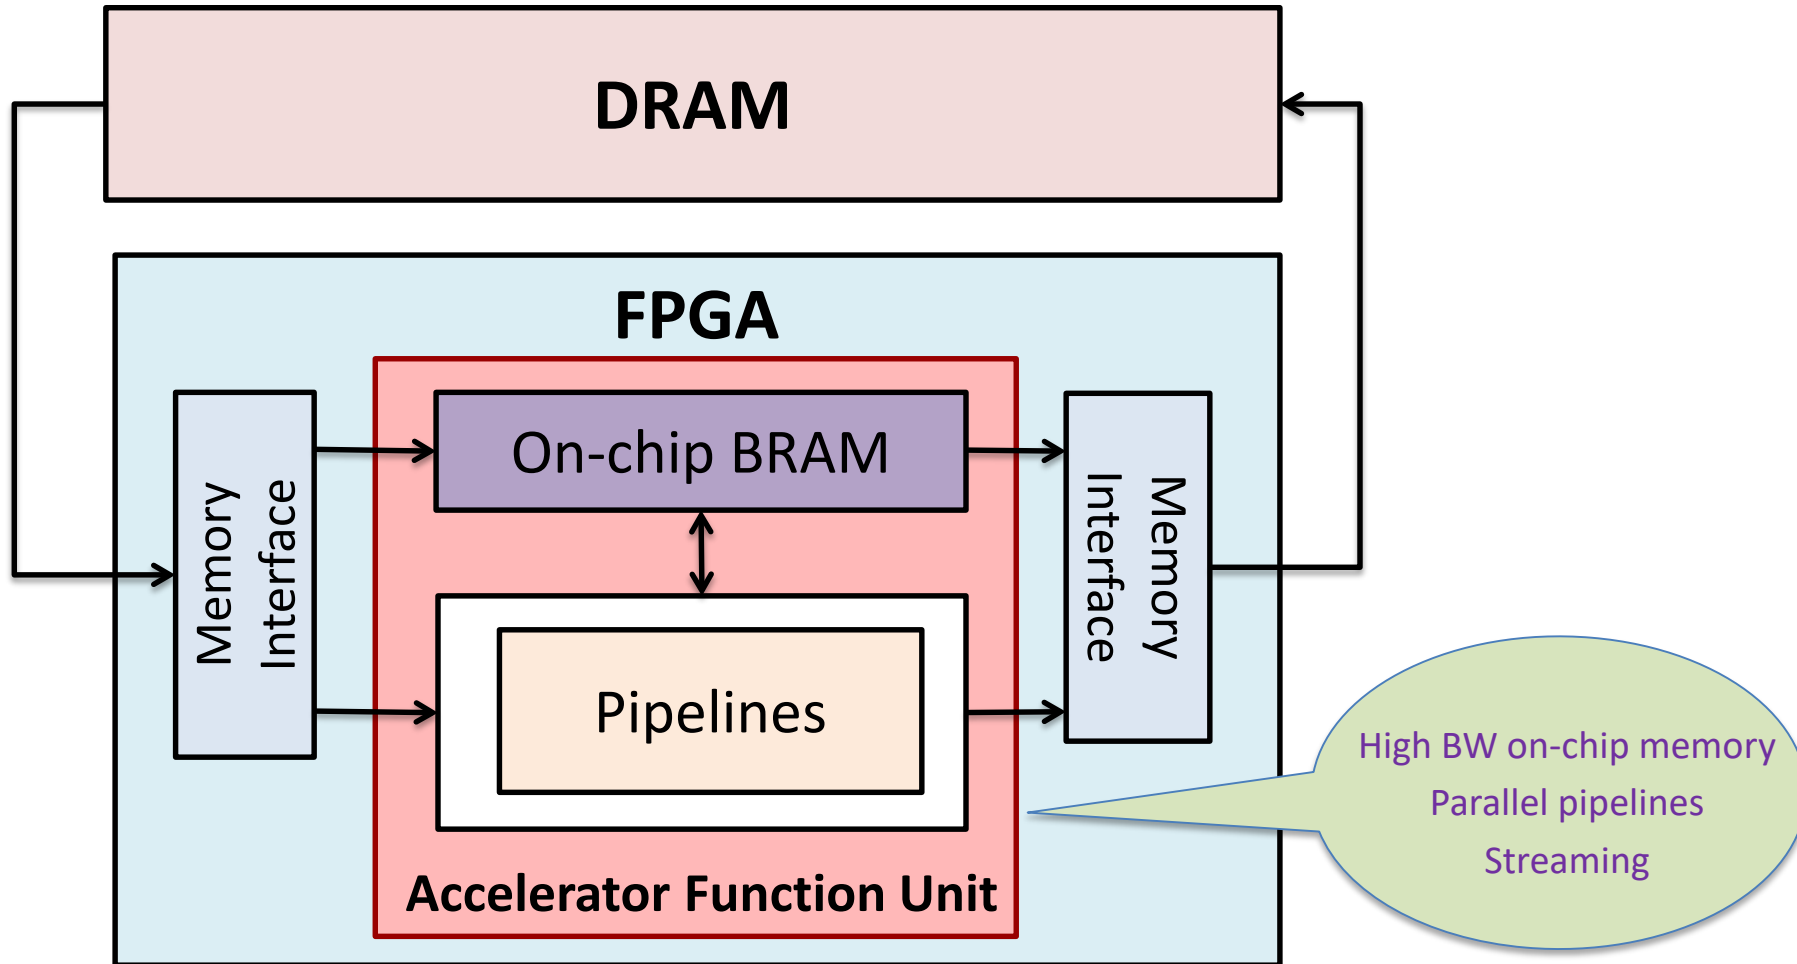 DRAM
FPGA
Memory
Interface
On-chip BRAM
Pipelines
Memory
Interface
Accelerator Function Unit
High BW on-chip memory
Parallel pipelines
Streaming